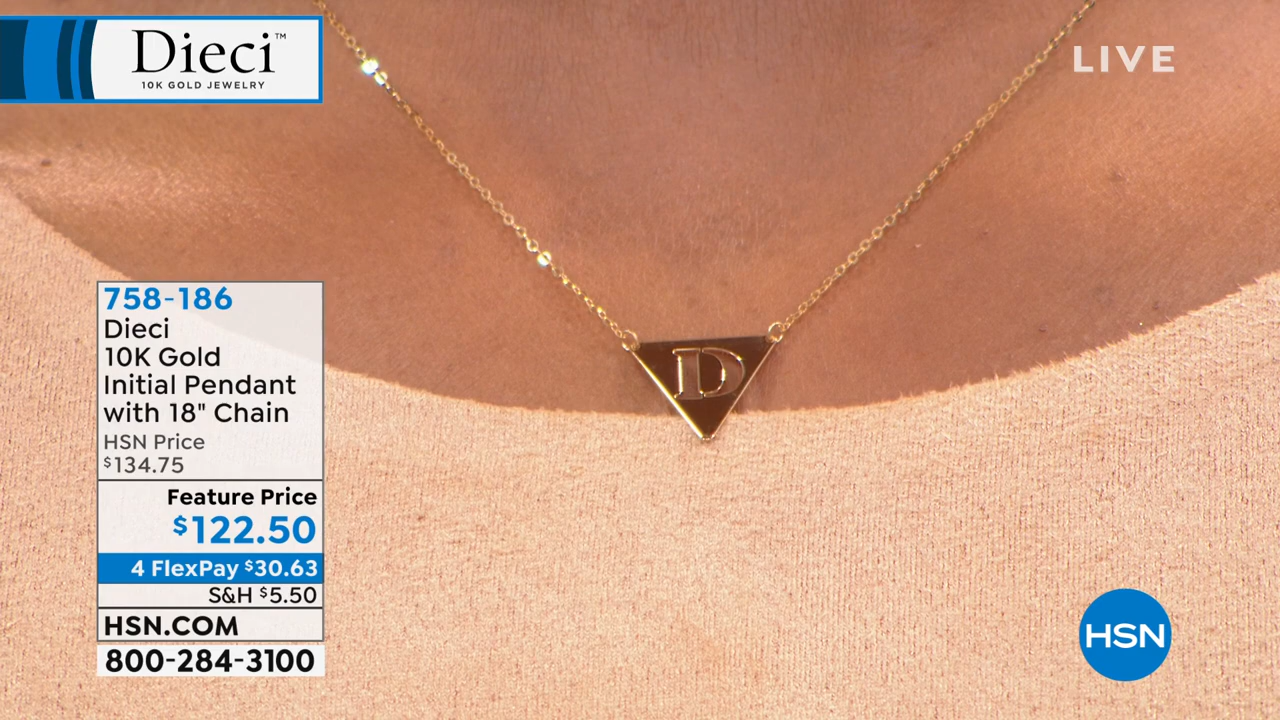 Dieci™
10K GOLD JEWELRY
LIVE
758-186
Dieci
10K Gold
Initial Pendant
with 18" Chain
HSN Price
$134.75
Feature Price
$122.50
4 FlexPay $30.63
S&H $5.50
HSN.COM
800-284-3100
D
HSN